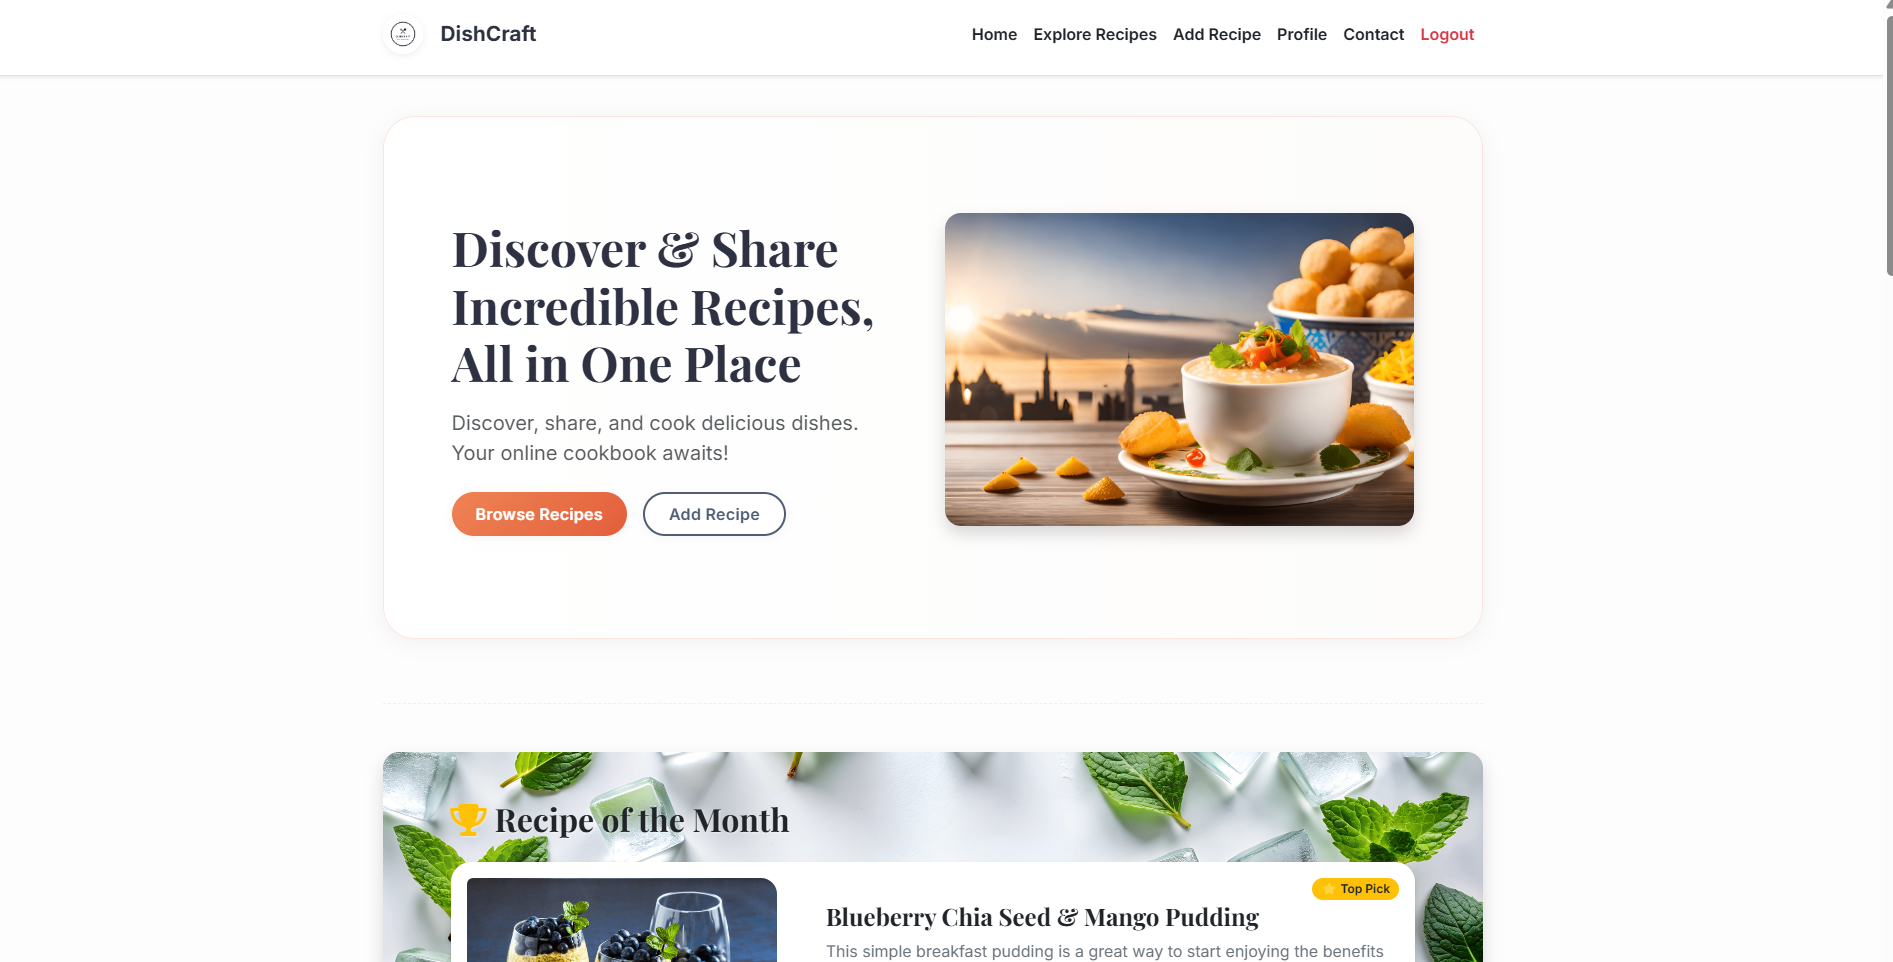 DishCraft
Home Explore Recipes Add Recipe Profile Contact Logout
Discover & Share
Incredible Recipes,
All in One Place
Discover, share, and cook delicious dishes.
Your online cookbook awaits!
Browse Recipes Add Recipe
Recipe of the Month
Top Pick
Blueberry Chia Seed & Mango Pudding
This simple breakfast pudding is a great way to start enjoying the benefits